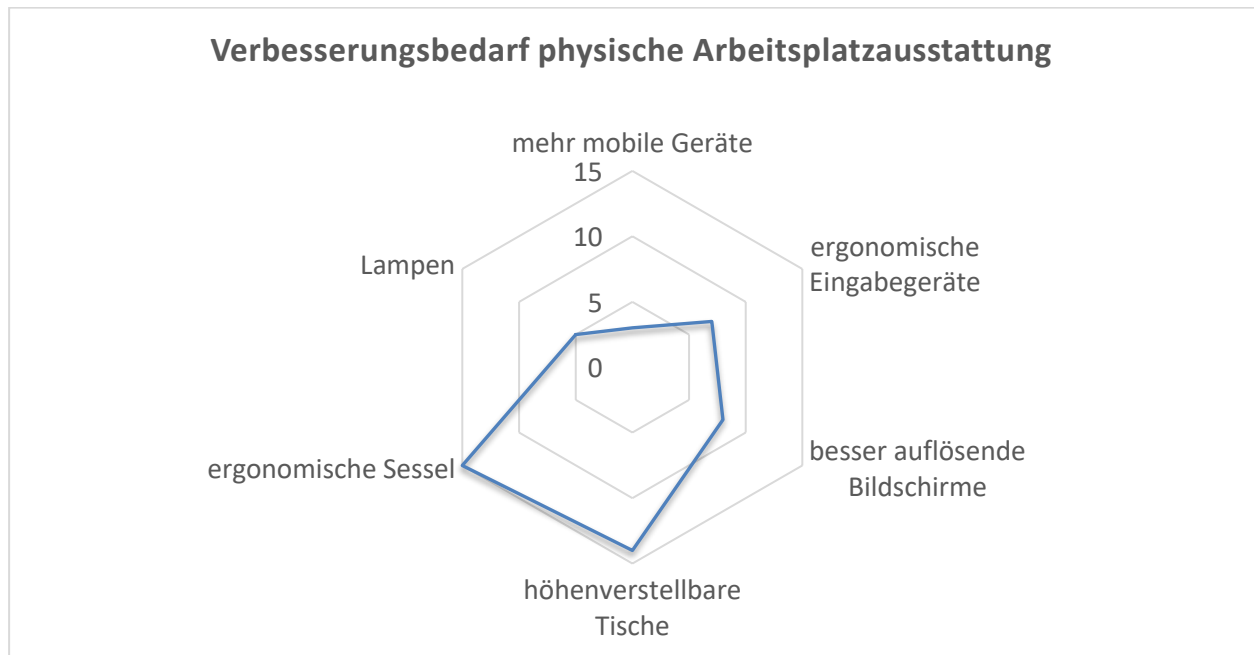 Verbesserungsbedarf physische Arbeitsplatzausstattung
mehr mobile Geräte
15
10
5
0
ergonomische
Eingabegeräte
besser auflösende
Bildschirme
höhenverstellbare
Tische
ergonomische Sessel
Lampen